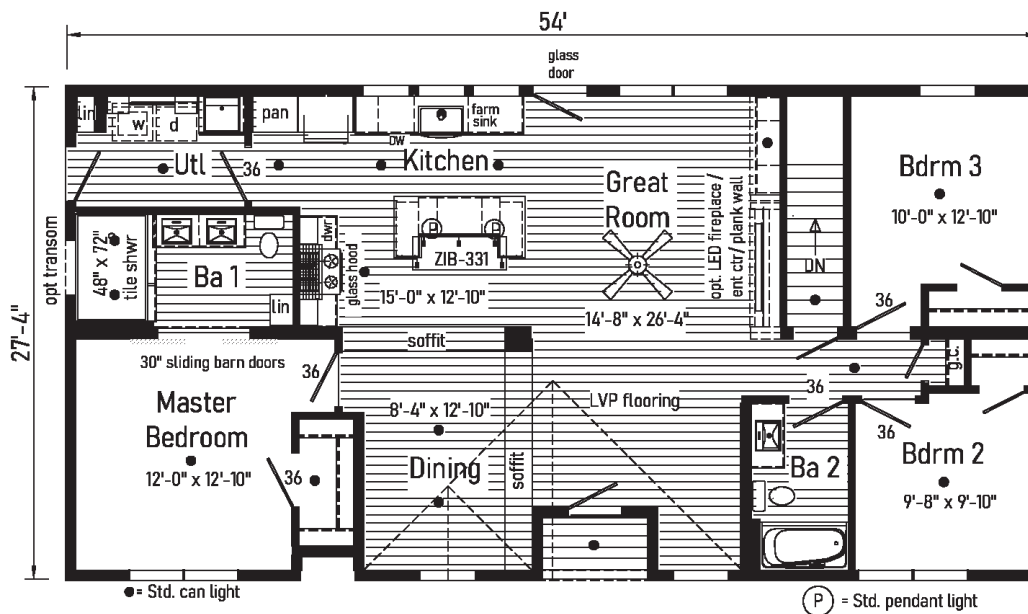 54'
glass
door
lin
w
d
pan
DW
farm
sink
Utl
36
Kitchen
Great
Room
Bdrm 3
10'-0" x 12'-10"
27'-4"
opt transom
48" x 72"
tile shwr
Ba 1
lin
dwr
glass hood
P
P
ZIB-331
15'-0" x 12'-10"
14'-8" x 26'-4"
opt. LED fireplace /
ent ctr/ plank wall
DN
36
30" sliding barn doors
36
soffit
g.c.
Master
Bedroom
12'-0" x 12'-10"
36
8'-4" x 12'-10"
Dining
soffit
LVP flooring
36
36
Ba 2
Bdrm 2
9'-8" x 9'-10"
= Std. can light
P = Std. pendant light